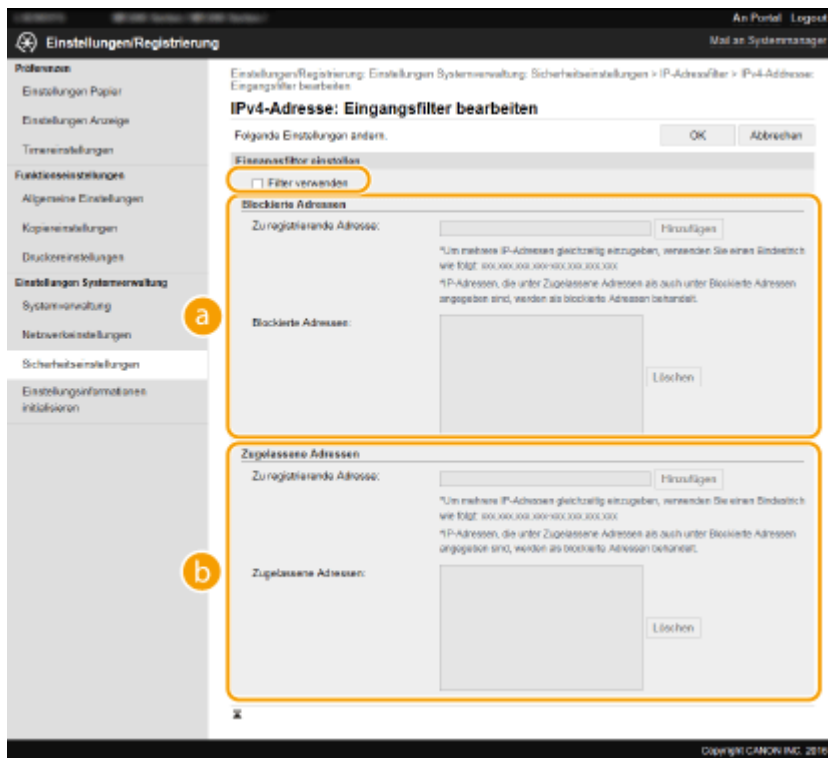 An Portal Logout
Einstellungen/Registrierung
Mail an Systemmanager
Präferenzen
Einstellungen Papier
Einstellungen Anzeige
Timereinstellungen
Funktionseinstellungen
Allgemeine Einstellungen
Kopiereinstellungen
Druckereinstellungen
Einstellungen Systemverwaltung
Systemverwaltung
Netzwerkeinstellungen
Sicherheitseinstellungen
Einstellungsinformationen
initialisieren
Einstellungen/Registrierung: Einstellungen Systemverwaltung: Sicherheitseinstellungen > IP-Adressfilter > IPv4-Addresse:
Eingangsfilter bearbeiten
IPv4-Adresse: Eingangsfilter bearbeiten
Folgende Einstellungen ändern.
OK
Abbrechen
Eingangsfilter einstellen
Filter verwenden
a
Blockierte Adressen
Zu registrierende Adresse:
Hinzufügen
*Um mehrere IP-Adressen gleichzeitig einzugeben, verwenden Sie einen Bindestrich
wie folgt: xxx.xxx.xxx.xxx-xxx.xxx.xxx.xxx
*IP-Adressen, die unter Zugelassene Adressen als auch unter Blockierte Adressen
angegeben sind, werden als blockierte Adressen behandelt.
Blockierte Adressen:
Löschen
b
Zugelassene Adressen
Zu registrierende Adresse:
Hinzufügen
*Um mehrere IP-Adressen gleichzeitig einzugeben, verwenden Sie einen Bindestrich
wie folgt: xxx.xxx.xxx.xxx-xxx.xxx.xxx.xxx
*IP-Adressen, die unter Zugelassene Adressen als auch unter Blockierte Adressen
angegeben sind, werden als blockierte Adressen behandelt.
Zugelassene Adressen:
Löschen
Copyright CANON INC. 2016